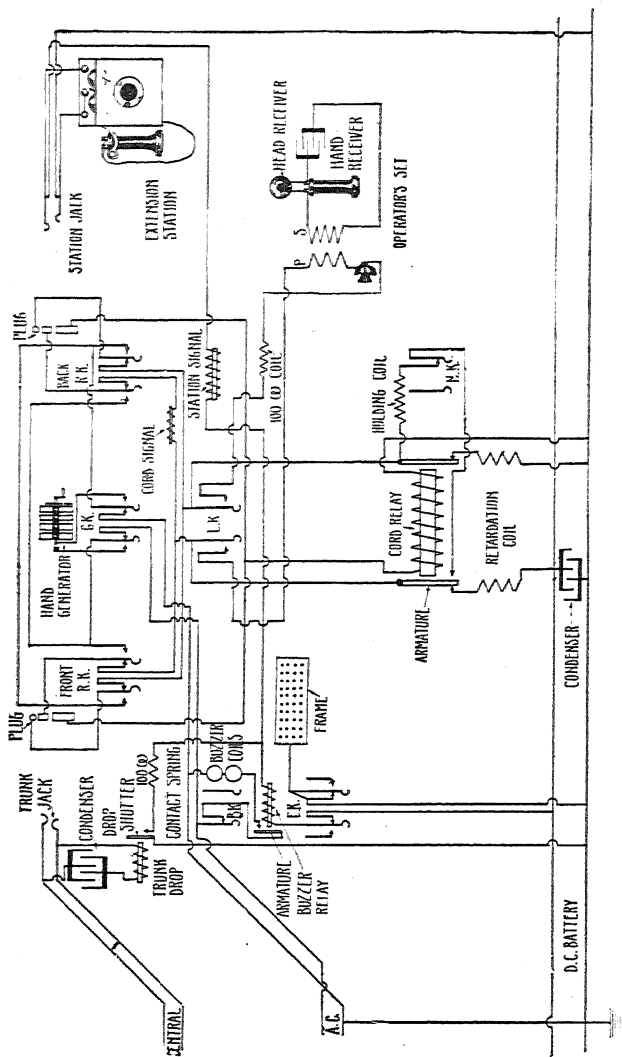 STATION JACK
EXTENSION
STATION
HEAD RECEIVER
HAND
RECEIVER
S
P
OPERATOR'S SET
PLUG
BACK
R.K.
STATION SIGNAL
CORD SIGNAL
100 ω COIL
HOLDING COIL
H.K.
HAND
GENERATOR
G.K.
L.K
CORD RELAY
RETARDATION
COIL
ARMATURE
CONDENSER
PLUG
FRONT
R.K.
FRAME
TRUNK
JACK
CONDENSER
DROP
SHUTTER
100 ω
CONTACT SPRING
BUZZER
COILS
B.K.
TRUNK
DROP
ARMATURE
BUZZER
RELAY
CENTRAL
A.C.
D.C. BATTERY